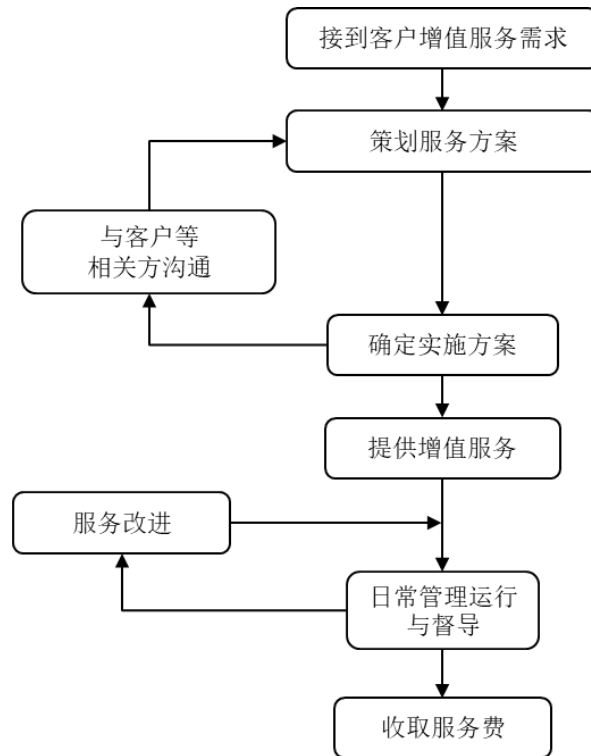 接到客户增值服务需求
策划服务方案
与客户等
相关方沟通
确定实施方案
提供增值服务
服务改进
日常管理运行
与督导
收取服务费